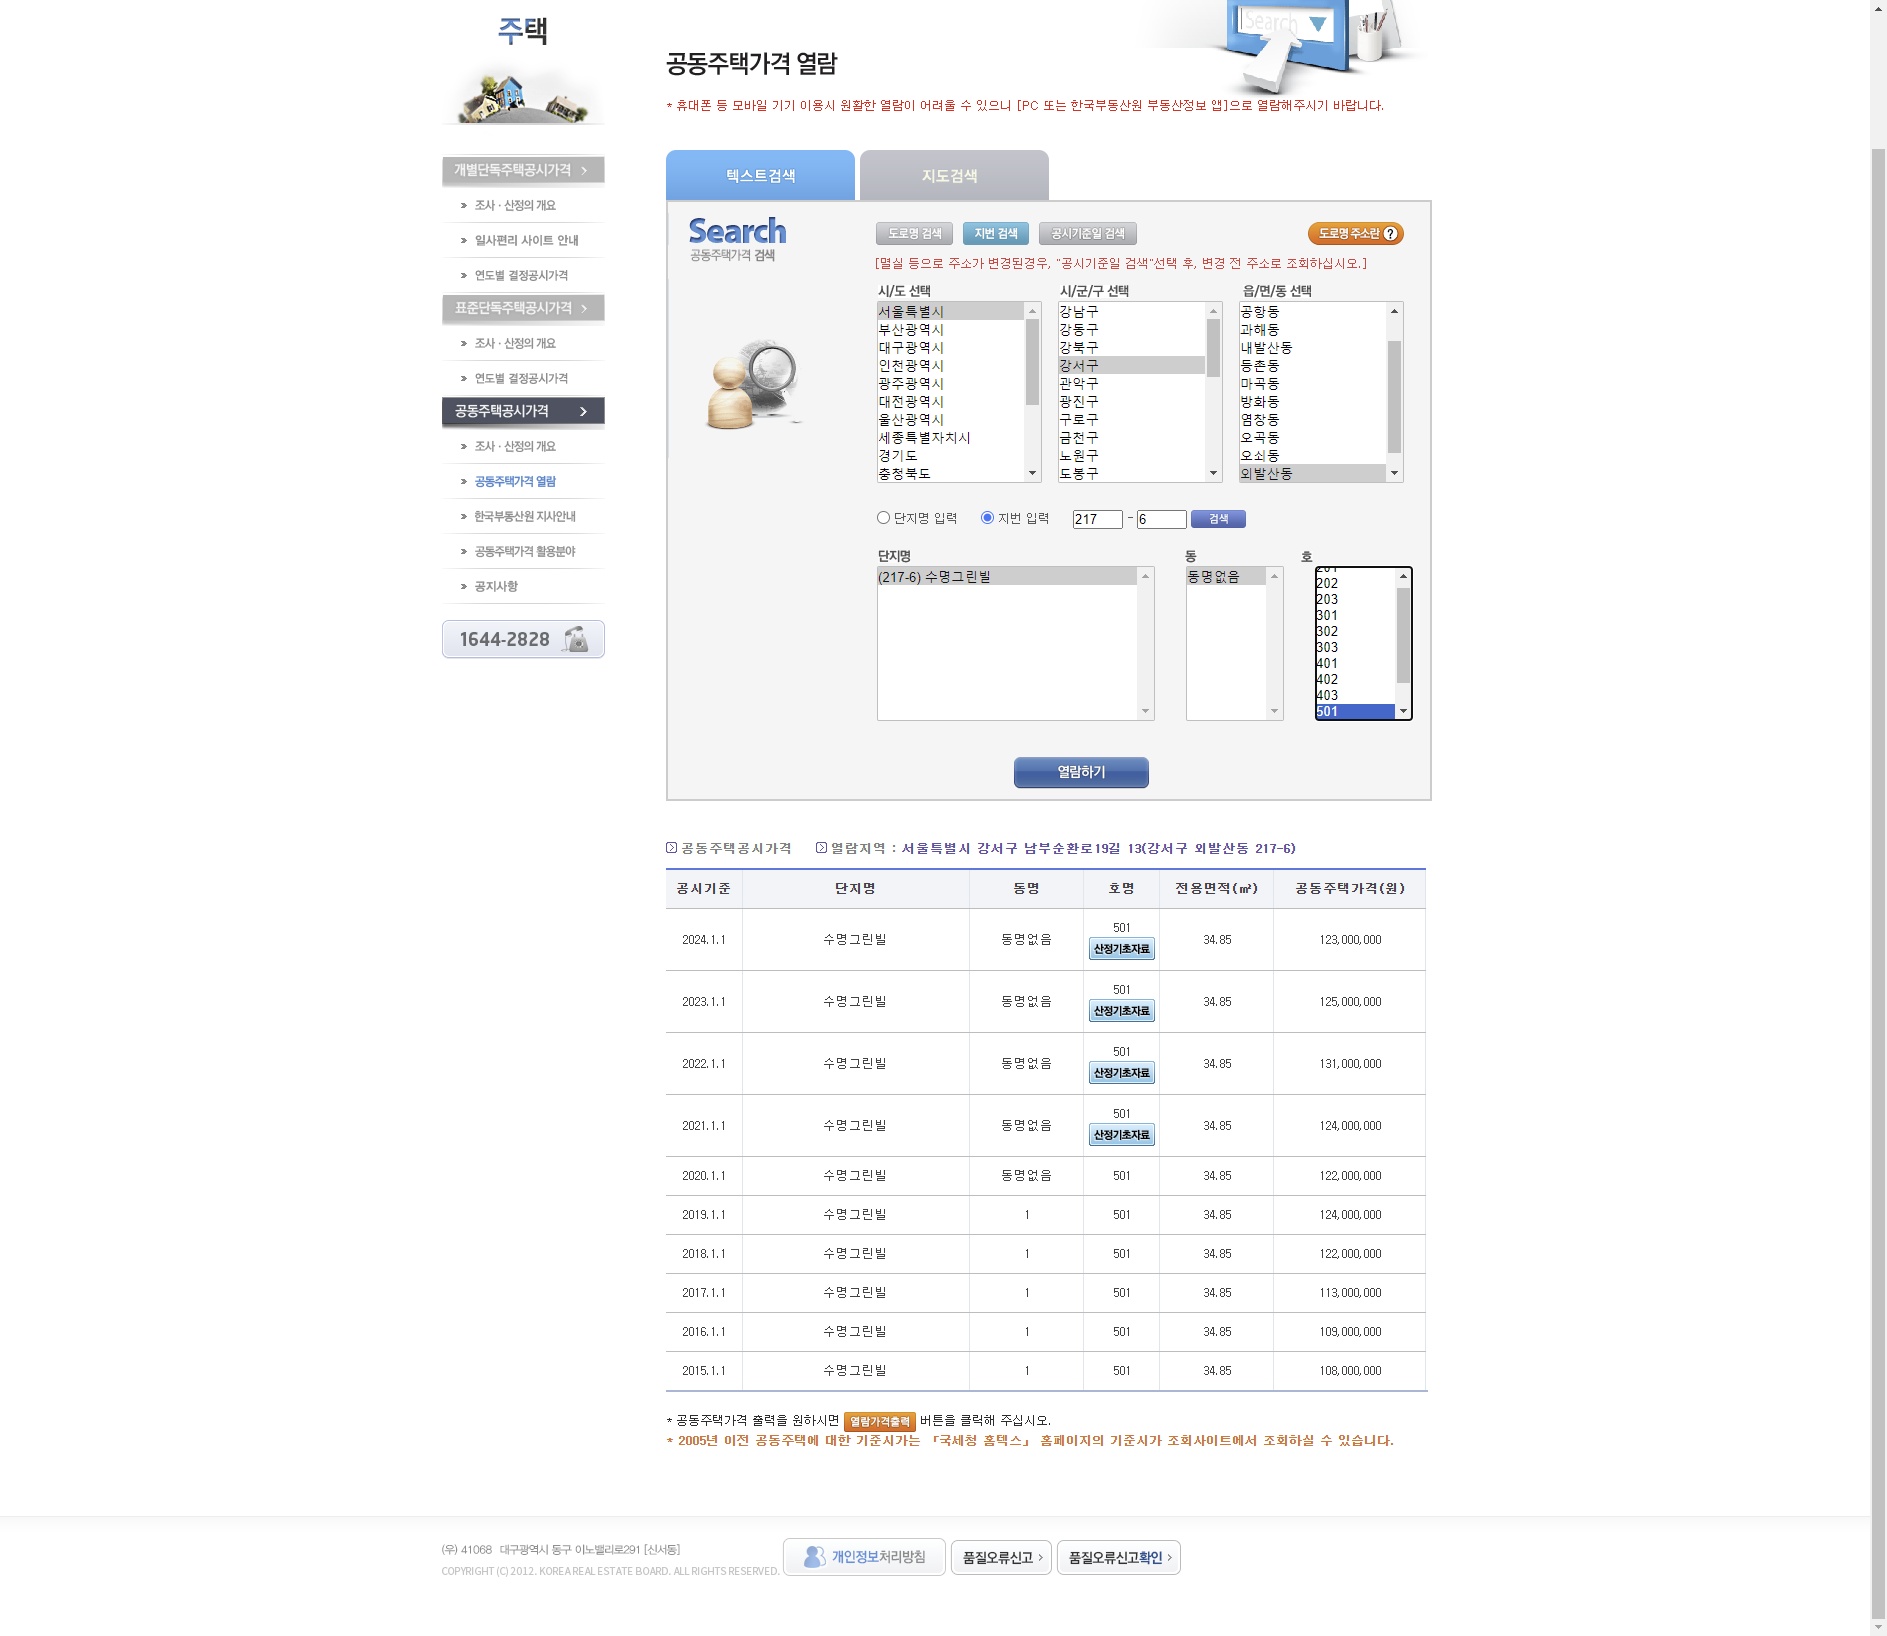 주택
Search
공동주택가격 열람
* 휴대폰 등 모바일 기기 이용시 원활한 열람이 어려울 수 있으니 [PC 또는 한국부동산원 부동산정보 앱]으로 열람해주시기 바랍니다.
개별단독주택공시가격
조사 · 산정의 개요
일사편리 사이트 안내
연도별 결정공시가격
표준단독주택공시가격
조사 · 산정의 개요
연도별 결정공시가격
공동주택공시가격
조사 · 산정의 개요
공동주택가격 열람
한국부동산원 지사안내
공동주택가격 활용분야
공지사항
1644-2828
텍스트검색 지도검색
Search
공동주택가격 검색
도로명 검색 지번 검색 공시기준일 검색 도로명 주소란 ?
[멸실 등으로 주소가 변경된경우, "공시기준일 검색"선택 후, 변경 전 주소로 조회하십시오.]
시/도 선택 시/군/구 선택 읍/면/동 선택
서울특별시 강남구 공항동
부산광역시 강동구 과해동
대구광역시 강북구 내발산동
인천광역시 강서구 등촌동
광주광역시 관악구 마곡동
대전광역시 광진구 방화동
울산광역시 구로구 염창동
세종특별자치시 금천구 오곡동
경기도 노원구 오쇠동
충청북도 도봉구 외발산동
단지명 입력 지번 입력 217 - 6 검색
단지명 동 호
(217-6) 수명그린빌 동명없음 201
202
203
301
302
303
401
402
403
501
열람하기
공동주택공시가격 열람지역 : 서울특별시 강서구 남부순환로19길 13(강서구 외발산동 217-6)
공시기준 단지명 동명 호명 전용면적(㎡) 공동주택가격(원)
2024.1.1 수명그린빌 동명없음 501 산정기초자료 34.85 123,000,000
2023.1.1 수명그린빌 동명없음 501 산정기초자료 34.85 125,000,000
2022.1.1 수명그린빌 동명없음 501 산정기초자료 34.85 131,000,000
2021.1.1 수명그린빌 동명없음 501 산정기초자료 34.85 124,000,000
2020.1.1 수명그린빌 동명없음 501 34.85 122,000,000
2019.1.1 수명그린빌 1 501 34.85 124,000,000
2018.1.1 수명그린빌 1 501 34.85 122,000,000
2017.1.1 수명그린빌 1 501 34.85 113,000,000
2016.1.1 수명그린빌 1 501 34.85 109,000,000
2015.1.1 수명그린빌 1 501 34.85 108,000,000
* 공동주택가격 출력을 원하시면 열람가격출력 버튼을 클릭해 주십시오.
* 2005년 이전 공동주택에 대한 기준시가는 「국세청 홈텍스」 홈페이지의 기준시가 조회사이트에서 조회하실 수 있습니다.
(우) 41068 대구광역시 동구 이노밸리로291 [신서동]
COPYRIGHT (C) 2012. KOREA REAL ESTATE BOARD. ALL RIGHTS RESERVED.
개인정보처리방침 품질오류신고 품질오류신고확인